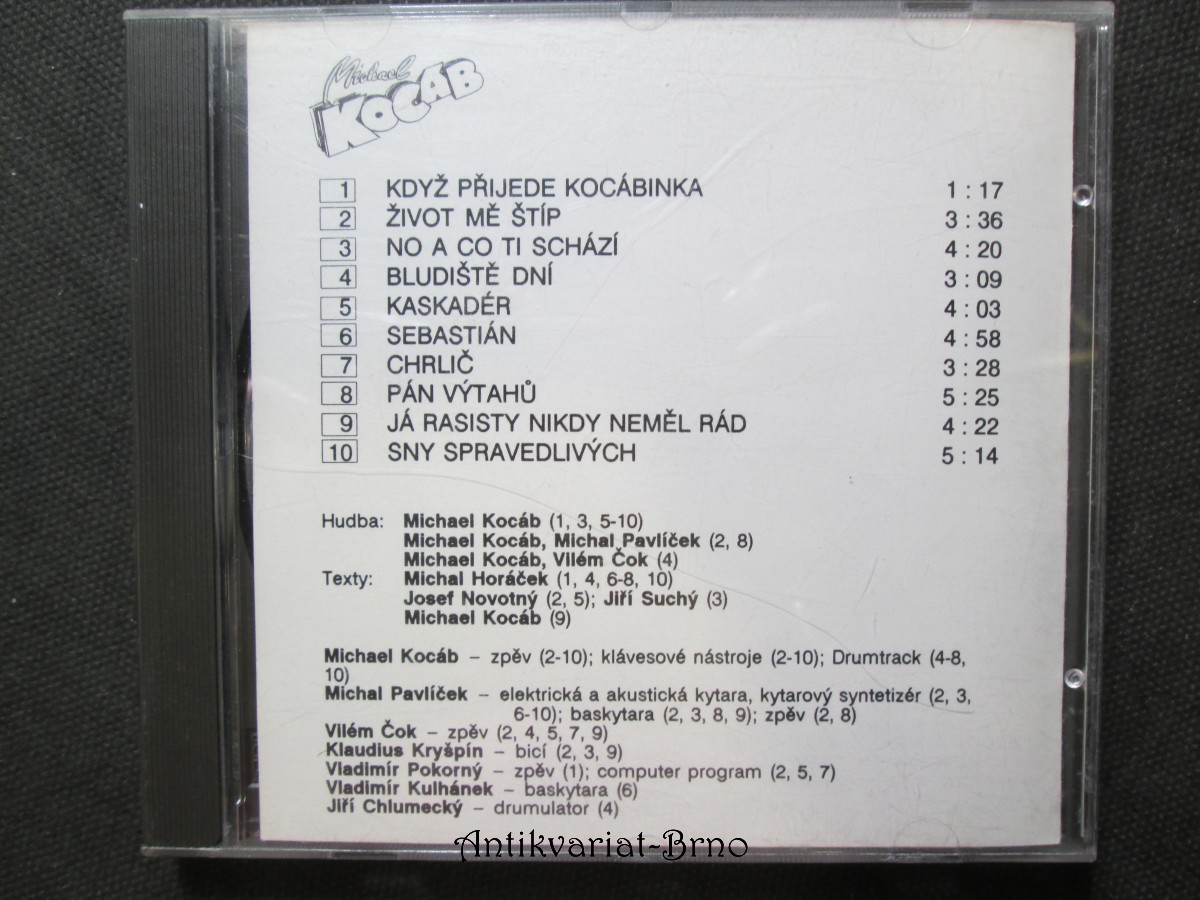 Michael
KOCÁB
1 KDYŽ PŘIJEDE KOCÁBINKA 1 : 17
2 ŽIVOT MĚ ŠTÍP 3 : 36
3 NO A CO TI SCHÁZÍ 4 : 20
4 BLUDIŠTĚ DNÍ 3 : 09
5 KASKADÉR 4 : 03
6 SEBASTIÁN 4 : 58
7 CHRLIČ 3 : 28
8 PÁN VÝTAHŮ 5 : 25
9 JÁ RASISTY NIKDY NEMĚL RÁD 4 : 22
10 SNY SPRAVEDLIVÝCH 5 : 14
Hudba: Michael Kocáb (1, 3, 5-10)
Michael Kocáb, Michal Pavlíček (2, 8)
Michael Kocáb, Vilém Čok (4)
Texty: Michal Horáček (1, 4, 6-8, 10)
Josef Novotný (2, 5); Jiří Suchý (3)
Michael Kocáb (9)
Michael Kocáb – zpěv (2-10); klávesové nástroje (2-10); Drumtrack (4-8,
10)
Michal Pavlíček – elektrická a akustická kytara, kytarový syntetizér (2, 3,
6-10); baskytara (2, 3, 8, 9); zpěv (2, 8)
Vilém Čok – zpěv (2, 4, 5, 7, 9)
Klaudius Kryšpín – bicí (2, 3, 9)
Vladimír Pokorný – zpěv (1); computer program (2, 5, 7)
Vladimír Kulhánek – baskytara (6)
Jiří Chlumecký – drumulator (4)
Antikvariat-Brno